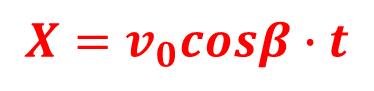 X = v₀cosβ · t